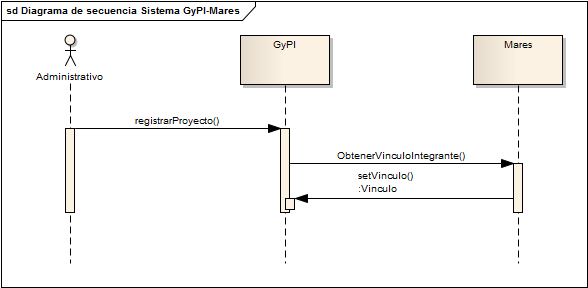 sd Diagrama de secuencia Sistema GyPI-Mares
GyPI
Mares
Administrativo
registrarProyecto()
ObtenerVinculoIntegrante()
setVinculo()
:Vinculo